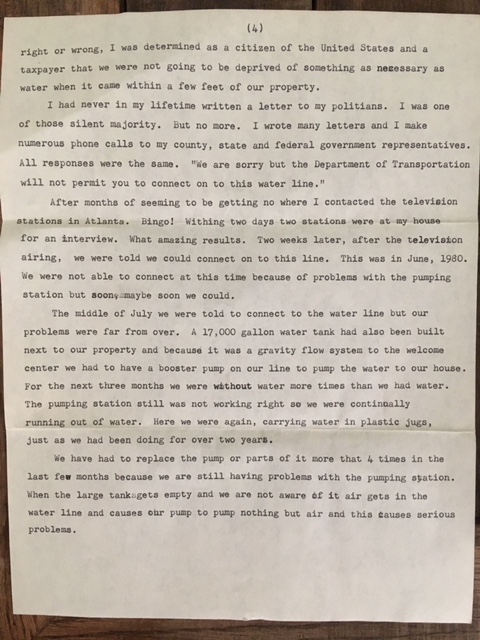 (4)
right or wrong, I was determined as a citizen of the United States and a
taxpayer that we were not going to be deprived of something as necessary as
water when it came within a few feet of our property.
I had never in my lifetime written a letter to my politians. I was one
of those silent majority. But no more. I wrote many letters and I make
numerous phone calls to my county, state and federal government representatives.
All responses were the same. "We are sorry but the Department of Transportation
will not permit you to connect on to this water line."
After months of seeming to be getting no where I contacted the television
stations in Atlanta. Bingo! Withing two days two stations were at my house
for an interview. What amazing results. Two weeks later, after the television
airing, we were told we could connect on to this line. This was in June, 1980.
We were not able to connect at this time because of problems with the pumping
station but soon, maybe soon we could.
The middle of July we were told to connect to the water line but our
problems were far from over. A 17,000 gallon water tank had also been built
next to our property and because it was a gravity flow system to the welcome
center we had to have a booster pump on our line to pump the water to our house.
For the next three months we were without water more times than we had water.
The pumping station still was not working right so we were continally
running out of water. Here we were again, carrying water in plastic jugs,
just as we had been doing for over two years.
We have had to replace the pump or parts of it more that 4 times in the
last few months because we are still having problems with the pumping station.
When the large tank gets empty and we are not aware of it air gets in the
water line and causes our pump to pump nothing but air and this causes serious
problems.